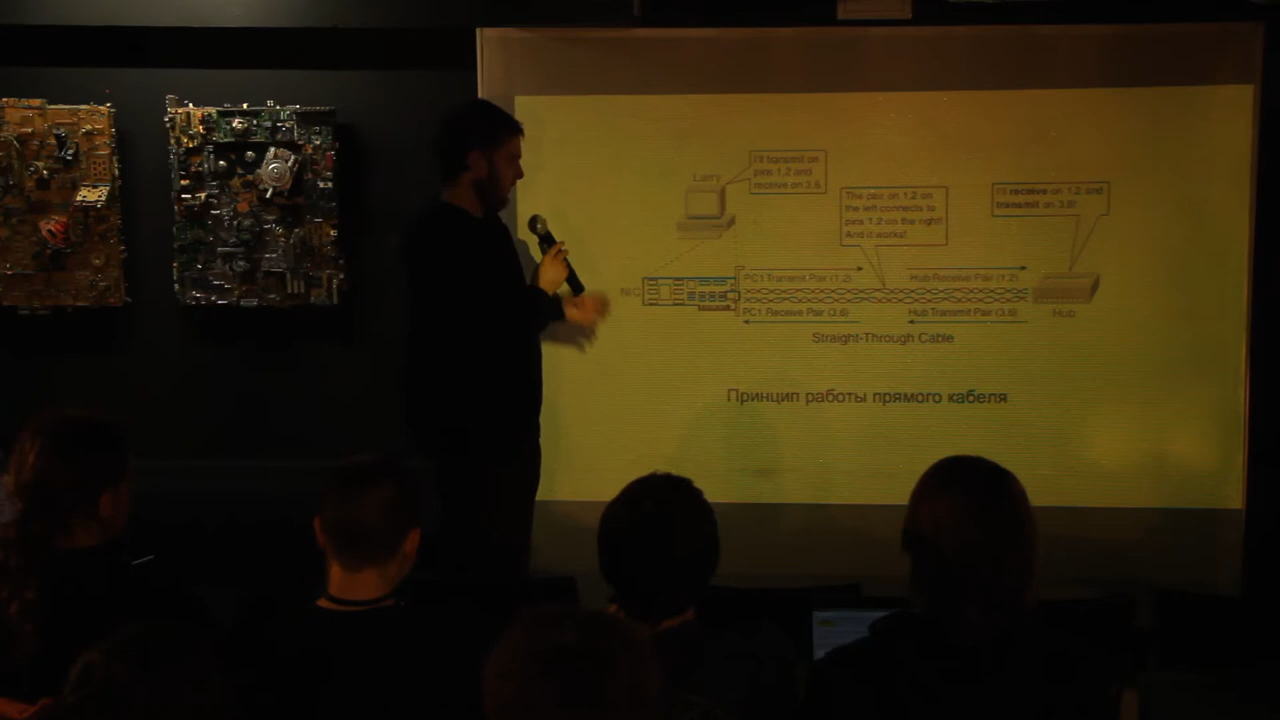 Larry
I'll transmit on
pins 1,2 and
receive on 3,6.
The pair on 1,2 on
the left connects to
pins 1,2 on the right!
And it works!
I'll receive on 1,2 and
transmit on 3,6!
NIC
PC1 Transmit Pair (1,2)
Hub Receive Pair (1,2)
PC1 Receive Pair (3,6)
Hub Transmit Pair (3,6)
Hub
Straight-Through Cable
Принцип работы прямого кабеля